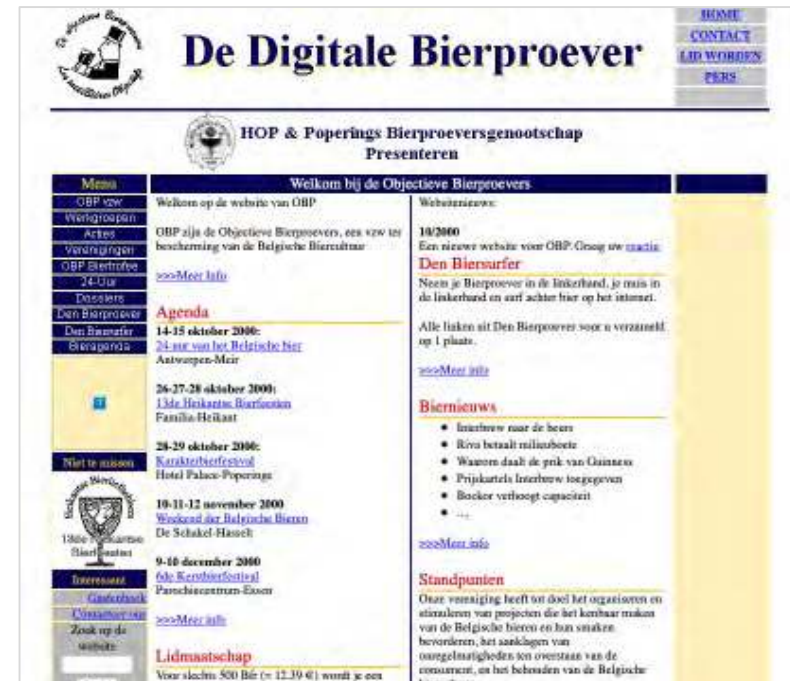 De objectieve Bierproevers
De Digitale Bierproever
HOME
CONTACT
LID WORDEN
PERS
HOP & Poperings Bierproeversgenootschap
Presenteren
Menu
OBP vzw
Werkgroepen
Acties
Verenigingen
OBP Biertrofee
24-Uur
Dossiers
Den Bierproever
Den Biersurfer
Bieragenda
Niet te missen
Heikantse Bierfeesten
13de Heikantse
Bierfeesten
Interessant
Gastenboek
Contacteer ons
Zoek op de
website
Welkom bij de Objectieve Bierproevers
Welkom op de website van OBP
OBP zijn de Objectieve Bierproevers, een vzw ter
bescherming van de Belgische Biercultuur
>>>Meer Info
Agenda
14-15 oktober 2000:
24-uur van het Belgische bier
Antwerpen-Meir
26-27-28 oktober 2000:
13de Heikantse Bierfeesten
Familia-Heikant
28-29 oktober 2000:
Karakterbierfestival
Hotel Palace-Poperinge
10-11-12 november 2000
Weekend der Belgische Bieren
De Schakel-Hasselt
9-10 december 2000
6de Kerstbierfestival
Parochiecentrum-Essen
>>>Meer info
Lidmaatschap
Voor slechts 500 Bfr (= 12.39 €) wordt je een
Websitenieuws:
10/2000
Een nieuwe website voor OBP. Graag uw reactie
Den Biersurfer
Neem je Bierproever in de linkerhand, je muis in
de linkerhand en surf achter bier op het internet.
Alle linken uit Den Bierproever voor u verzameld
op 1 plaats.
>>>Meer info
Biernieuws
• Interbrew naar de beurs
• Riva betaalt milieuboete
• Waarom daalt de prik van Guinness
• Prijskartels Interbrew toegegeven
• Bockor verhoogt capaciteit
• ...
>>>Meer info
Standpunten
Onze vereniging heeft tot doel het organiseren en
stimuleren van projecten die het kenbaar maken
van de Belgische bieren en hun smaken
bevorderen, het aanklagen van
onregelmatigheden ten overstaan van de
consument, en het behouden van de Belgische